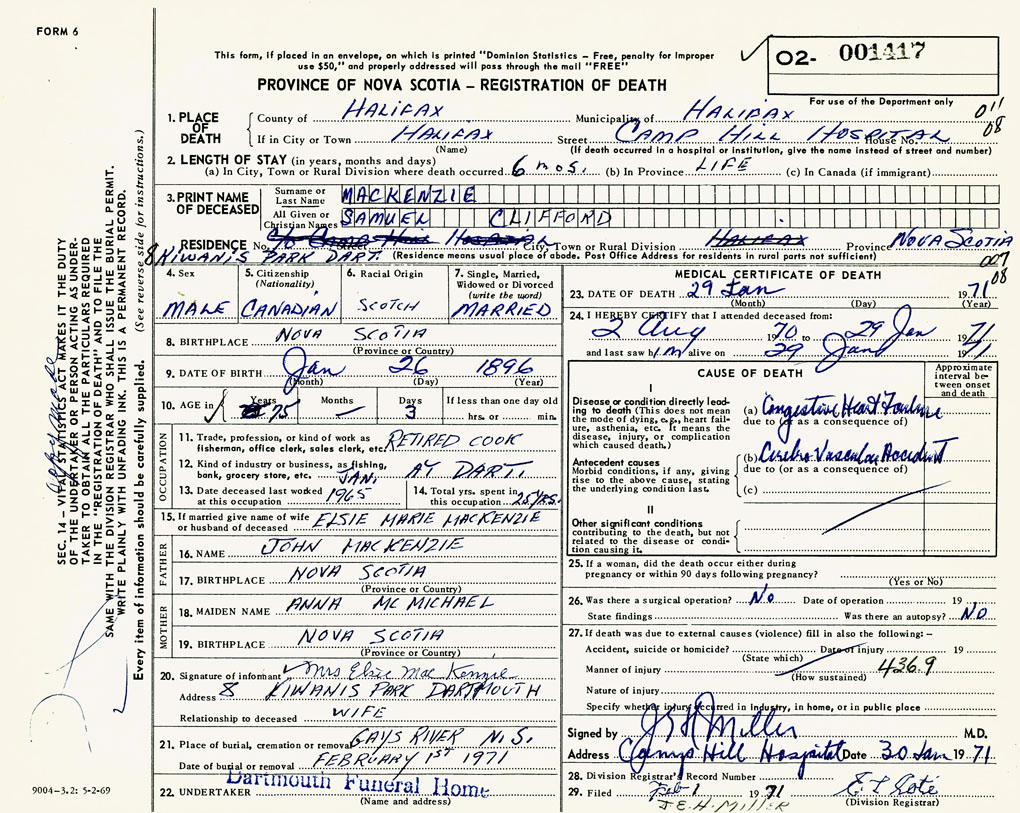 FORM 6
This form, if placed in an envelope, on which is printed "Dominion Statistics - Free, penalty for improper
use $50," and properly addressed will pass through the mail "FREE"
PROVINCE OF NOVA SCOTIA – REGISTRATION OF DEATH
02- 001417
For use of the Department only
011
08
1. PLACE OF DEATH
County of HALIFAX Municipality of HALIFAX
If in City or Town HALIFAX Street CAMP HILL HOSPITAL House No.
(Name) (If death occurred in a hospital or institution, give the name instead of street and number)
2. LENGTH OF STAY (in years, months and days)
(a) In City, Town or Rural Division where death occurred 6 mos. (b) In Province LIFE (c) In Canada (if immigrant)
3. PRINT NAME OF DECEASED
Surname or Last Name MACKENZIE
All Given or Christian Names SAMUEL CLIFFORD
RESIDENCE No. Street City, Town or Rural Division HALIFAX Province NOVA SCOTIA
8 KIWANIS PARK DART. (Residence means usual place of abode. Post Office Address for residents in rural parts not sufficient)
007
08
4. Sex
MALE
5. Citizenship (Nationality)
CANADIAN
6. Racial Origin
SCOTCH
7. Single, Married, Widowed or Divorced (write the word)
MARRIED
8. BIRTHPLACE NOVA SCOTIA
(Province or Country)
9. DATE OF BIRTH Jan 26 1896
(Month) (Day) (Year)
10. AGE in Years 75 Months — Days 3 If less than one day old
hrs. or min.
OCCUPATION
11. Trade, profession, or kind of work as RETIRED COOK
fisherman, office clerk, sales clerk, etc.
12. Kind of industry or business, as fishing, bank, grocery store, etc. AT DART.
13. Date deceased last worked at this occupation JAN. 1965
14. Total yrs. spent in this occupation 25 YRS.
15. If married give name of wife or husband of deceased ELSIE MARIE MACKENZIE
FATHER
16. NAME JOHN MACKENZIE
17. BIRTHPLACE NOVA SCOTIA
(Province or Country)
MOTHER
18. MAIDEN NAME ANNA MCMICHAEL
19. BIRTHPLACE NOVA SCOTIA
(Province or Country)
20. Signature of informant Mrs Elsie MacKenzie
Address 8 KIWANIS PARK DARTMOUTH
Relationship to deceased WIFE
21. Place of burial, cremation or removal GAYS RIVER N.S.
Date of burial or removal FEBRUARY 1ST 1971
22. UNDERTAKER Dartmouth Funeral Home
(Name and address)
MEDICAL CERTIFICATE OF DEATH
23. DATE OF DEATH 29 Jan 1971
(Month) (Day) (Year)
24. I HEREBY CERTIFY that I attended deceased from:
2 Aug 1970 to 29 Jan 1971
and last saw him alive on 29 Jan 1971
CAUSE OF DEATH
Approximate interval between onset and death
I
Disease or condition directly leading to death (This does not mean the mode of dying, e.g., heart failure, asthenia, etc. It means the disease, injury, or complication which caused death.)
(a) Congestive Heart Failure
due to (or as a consequence of)
Antecedent causes
Morbid conditions, if any, giving rise to the above cause, stating the underlying condition last.
(b) Cerebro Vascular Accident
due to (or as a consequence of)
(c)
II
Other significant conditions
contributing to the death, but not related to the disease or condition causing it.
25. If a woman, did the death occur either during
pregnancy or within 90 days following pregnancy?
(Yes or No)
26. Was there a surgical operation? No Date of operation 19
State findings Was there an autopsy? NO
27. If death was due to external causes (violence) fill in also the following: –
Accident, suicide or homicide? Date of injury 19
(State which)
Manner of injury 436.9
(How sustained)
Nature of injury
Specify whether injury occurred in industry, in home, or in public place
Signed by J E H Miller M.D.
Address Camp Hill Hospital Date 30 Jan 1971
28. Division Registrar's Record Number
29. Filed Feb 1 1971
(Division Registrar)
J.E.H. MILLER
SEC. 14 – VITAL STATISTICS ACT MAKES IT THE DUTY
OF THE UNDERTAKER OR PERSON ACTING AS UNDER-
TAKER TO OBTAIN ALL THE PARTICULARS REQUIRED
IN THE "REGISTRATION OF DEATH" AND TO FILE THE
SAME WITH THE DIVISION REGISTRAR WHO SHALL ISSUE THE BURIAL PERMIT.
WRITE PLAINLY WITH UNFADING INK. THIS IS A PERMANENT RECORD.
Every item of information should be carefully supplied. (See reverse side for instructions.)
9004-3.2: 5-2-69